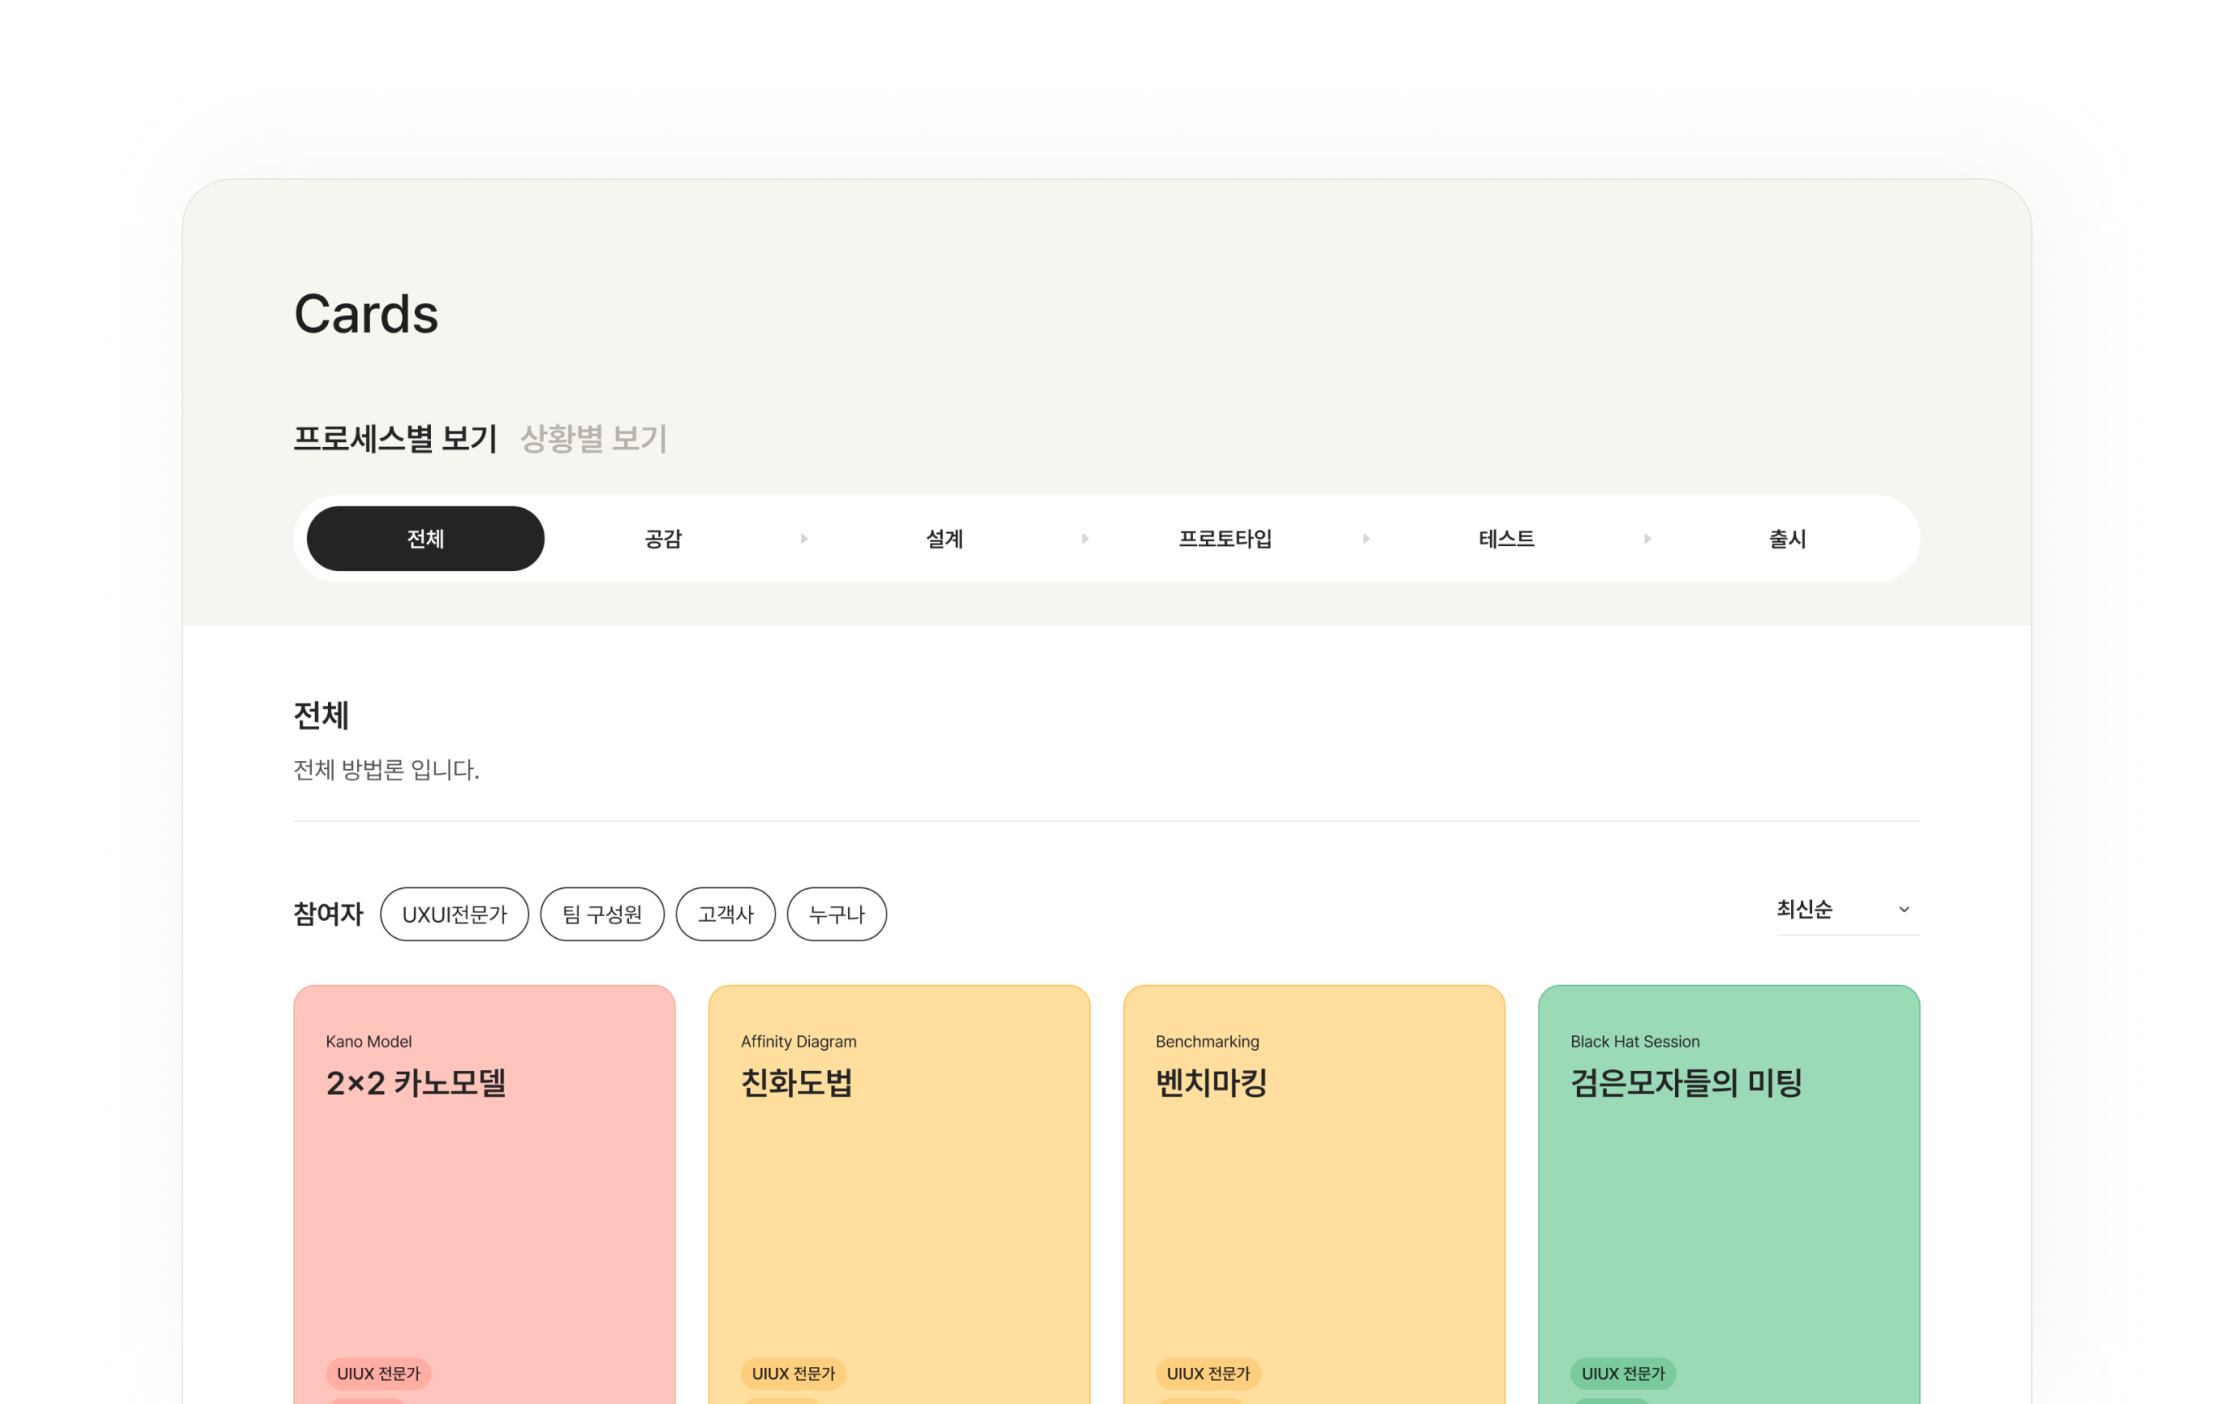 Cards
프로세스별 보기 상황별 보기
전체 공감 설계 프로토타입 테스트 출시
전체
전체 방법론 입니다.
참여자 UXUI전문가 팀 구성원 고객사 누구나 최신순
Kano Model
2×2 카노모델
UIUX 전문가
Affinity Diagram
친화도법
UIUX 전문가
Benchmarking
벤치마킹
UIUX 전문가
Black Hat Session
검은모자들의 미팅
UIUX 전문가